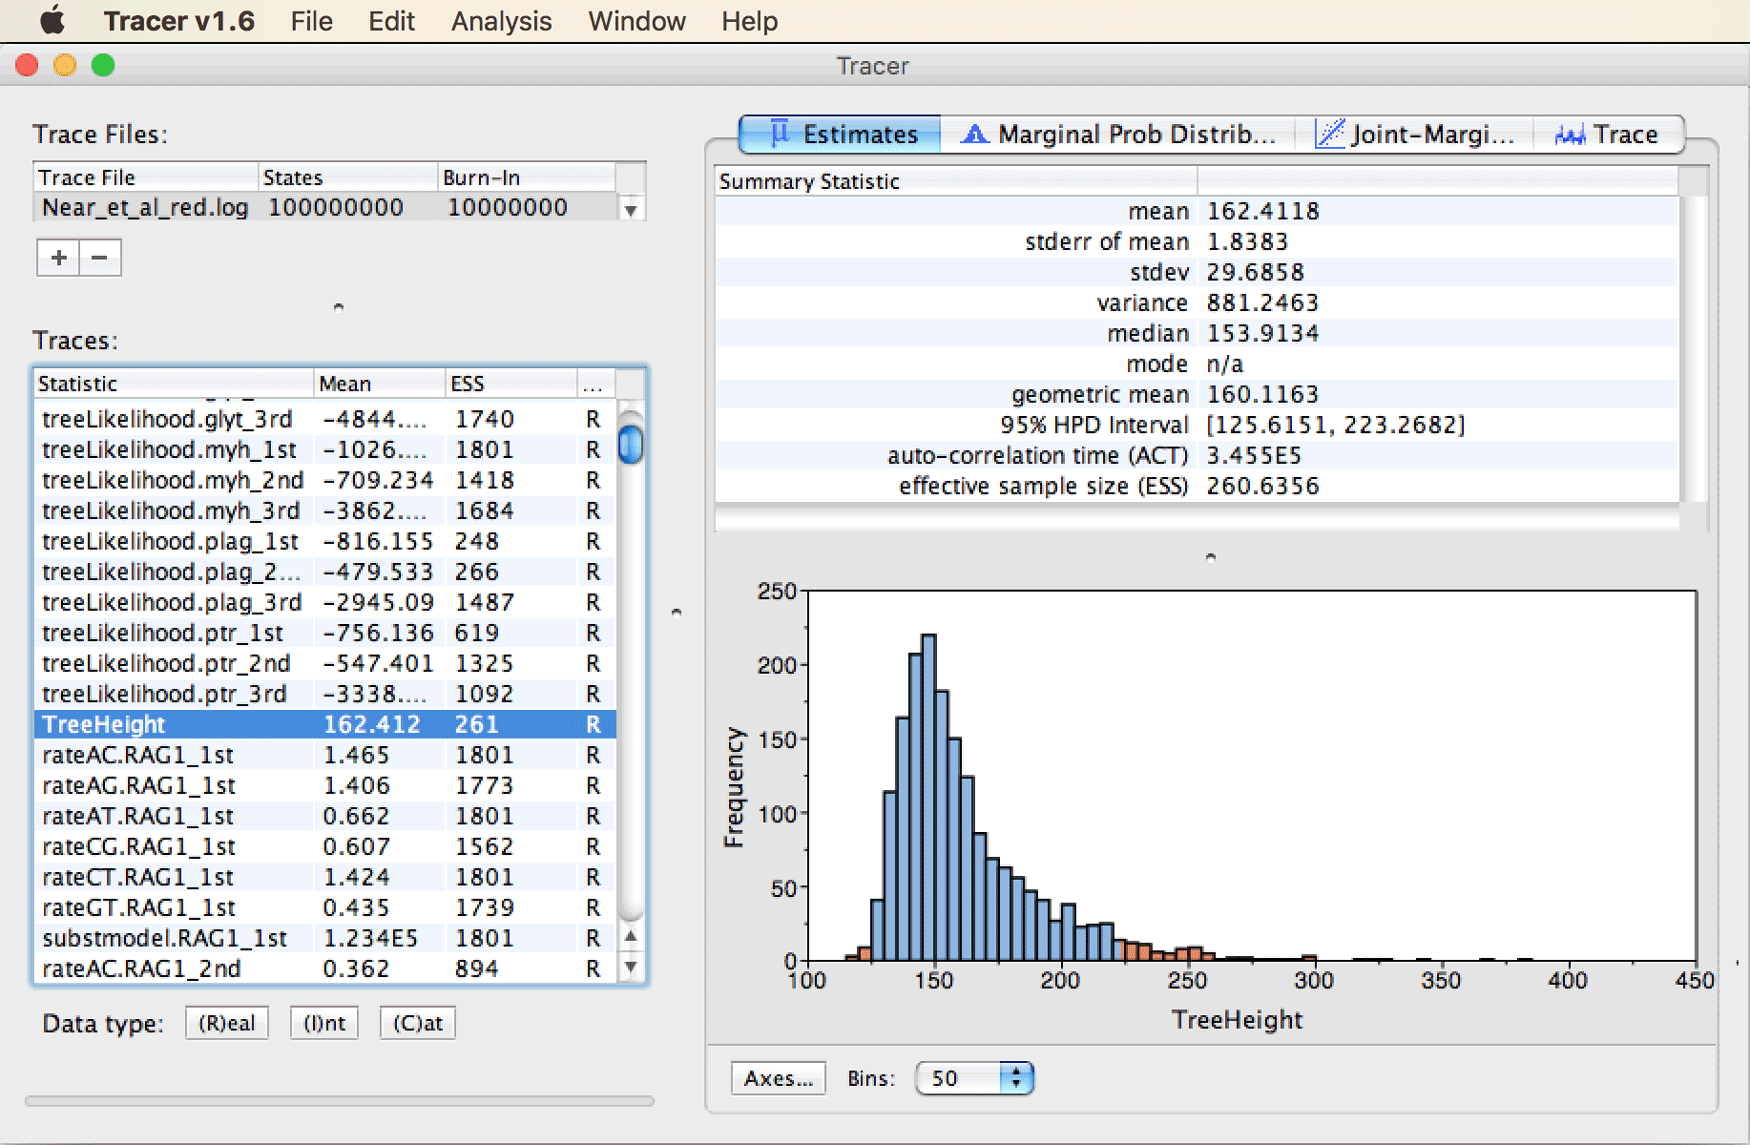 Tracer v1.6 File Edit Analysis Window Help
Tracer
Trace Files:
Trace File States Burn-In
Near_et_al_red.log 100000000 10000000
+ −
Traces:
Statistic Mean ESS ...
treeLikelihood.glyt_3rd -4844.... 1740 R
treeLikelihood.myh_1st -1026.... 1801 R
treeLikelihood.myh_2nd -709.234 1418 R
treeLikelihood.myh_3rd -3862.... 1684 R
treeLikelihood.plag_1st -816.155 248 R
treeLikelihood.plag_2... -479.533 266 R
treeLikelihood.plag_3rd -2945.09 1487 R
treeLikelihood.ptr_1st -756.136 619 R
treeLikelihood.ptr_2nd -547.401 1325 R
treeLikelihood.ptr_3rd -3338.... 1092 R
TreeHeight 162.412 261 R
rateAC.RAG1_1st 1.465 1801 R
rateAG.RAG1_1st 1.406 1773 R
rateAT.RAG1_1st 0.662 1801 R
rateCG.RAG1_1st 0.607 1562 R
rateCT.RAG1_1st 1.424 1801 R
rateGT.RAG1_1st 0.435 1739 R
substmodel.RAG1_1st 1.234E5 1801 R
rateAC.RAG1_2nd 0.362 894 R
Data type: (R)eal (I)nt (C)at
Estimates Marginal Prob Distrib... Joint-Margi... Trace
Summary Statistic
mean 162.4118
stderr of mean 1.8383
stdev 29.6858
variance 881.2463
median 153.9134
mode n/a
geometric mean 160.1163
95% HPD Interval [125.6151, 223.2682]
auto-correlation time (ACT) 3.455E5
effective sample size (ESS) 260.6356
250
200
150
100
50
0
Frequency
100 150 200 250 300 350 400 450
TreeHeight
Axes... Bins: 50